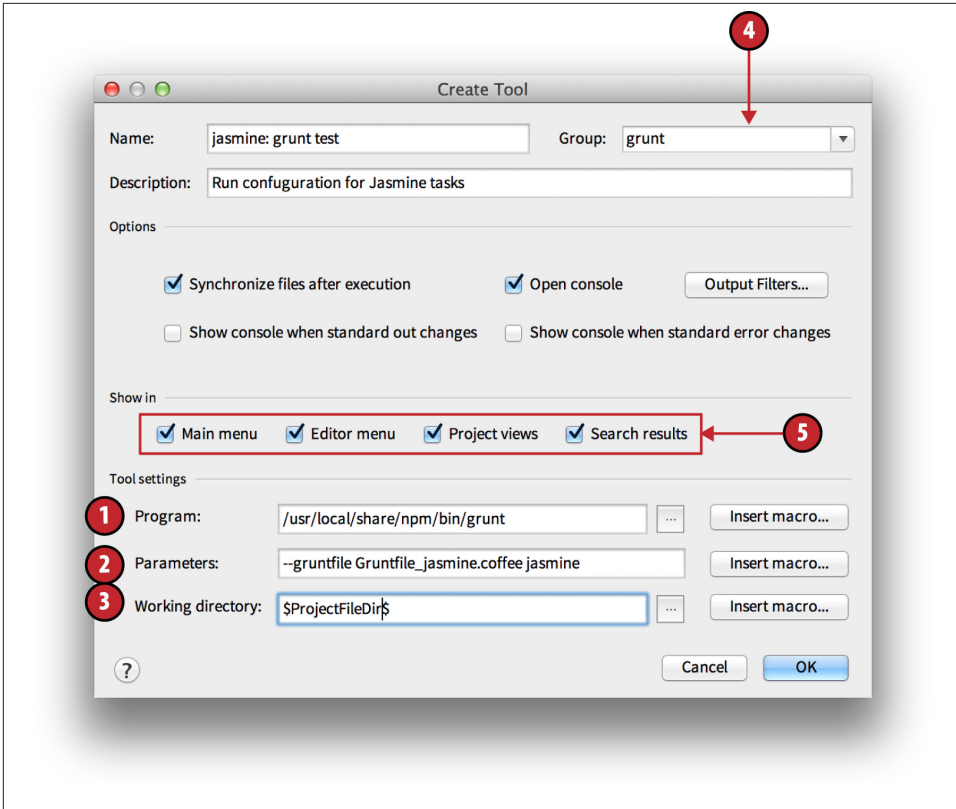 4
Create Tool
Name: jasmine: grunt test Group: grunt
Description: Run confuguration for Jasmine tasks
Options
Synchronize files after execution Open console Output Filters...
Show console when standard out changes Show console when standard error changes
Show in
Main menu Editor menu Project views Search results 5
Tool settings
1 Program: /usr/local/share/npm/bin/grunt ... Insert macro...
2 Parameters: --gruntfile Gruntfile_jasmine.coffee jasmine Insert macro...
3 Working directory: $ProjectFileDir$ ... Insert macro...
? Cancel OK